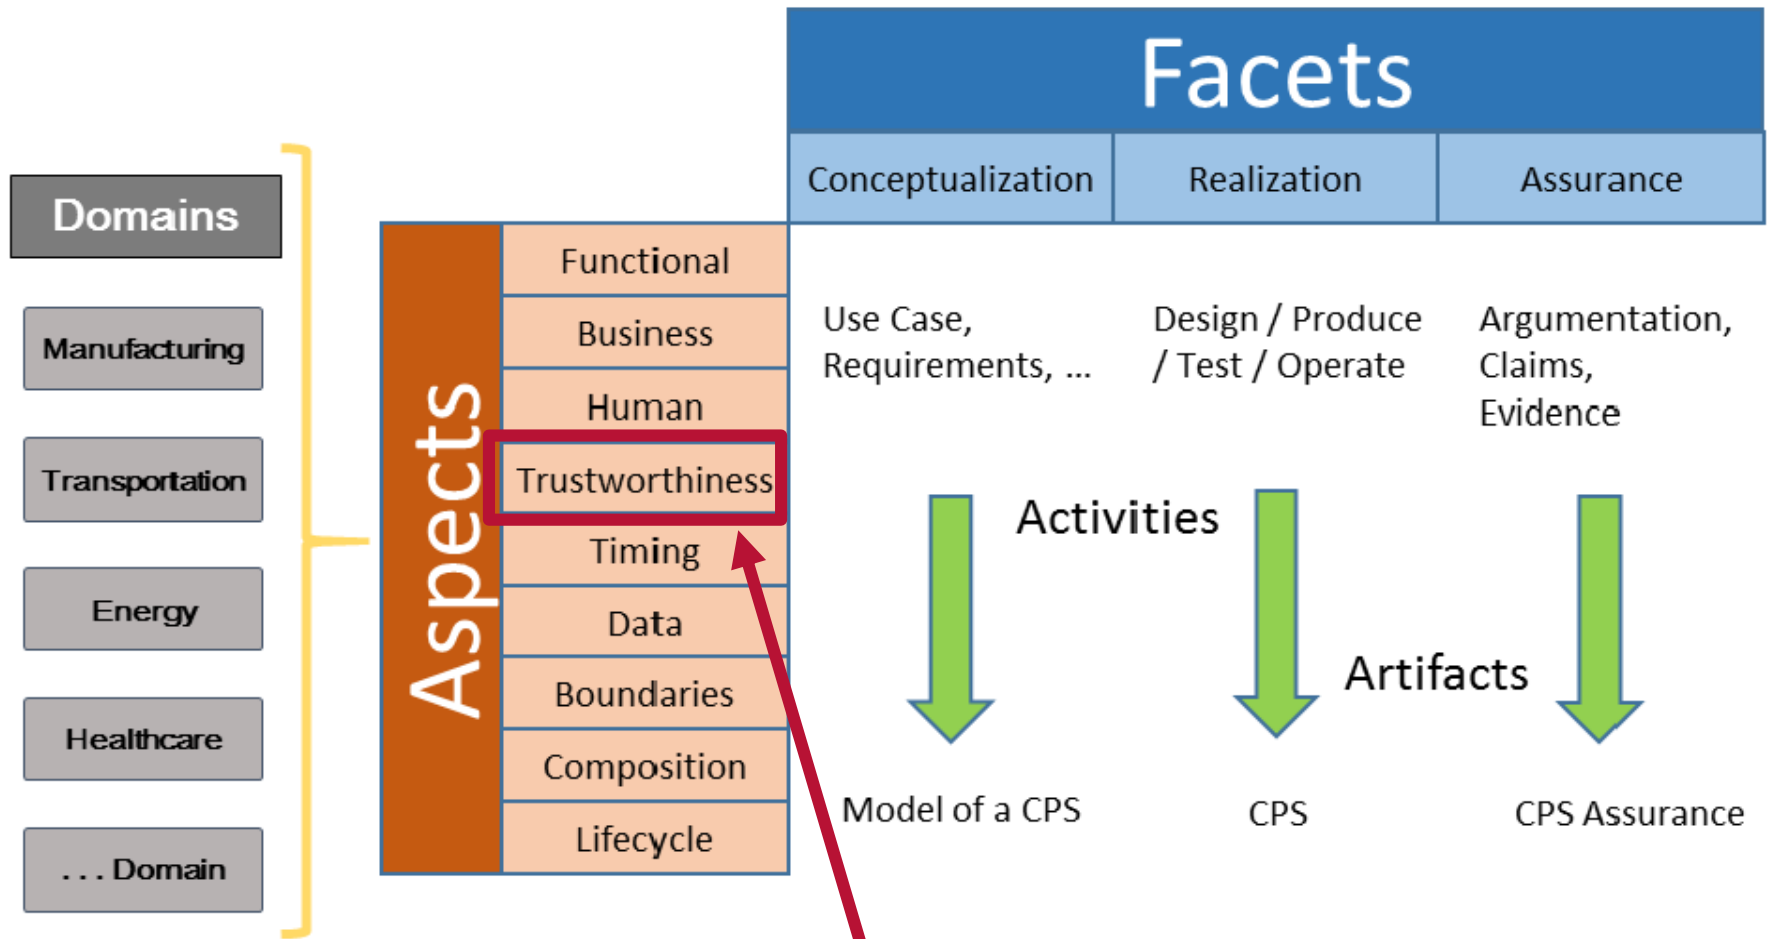 Facets
Conceptualization
Realization
Assurance
Domains
Manufacturing
Transportation
Energy
Healthcare
... Domain
Aspects
Functional
Business
Human
Trustworthiness
Timing
Data
Boundaries
Composition
Lifecycle
Use Case,
Requirements, ...
Design / Produce
/ Test / Operate
Argumentation,
Claims,
Evidence
Activities
Artifacts
Model of a CPS
CPS
CPS Assurance